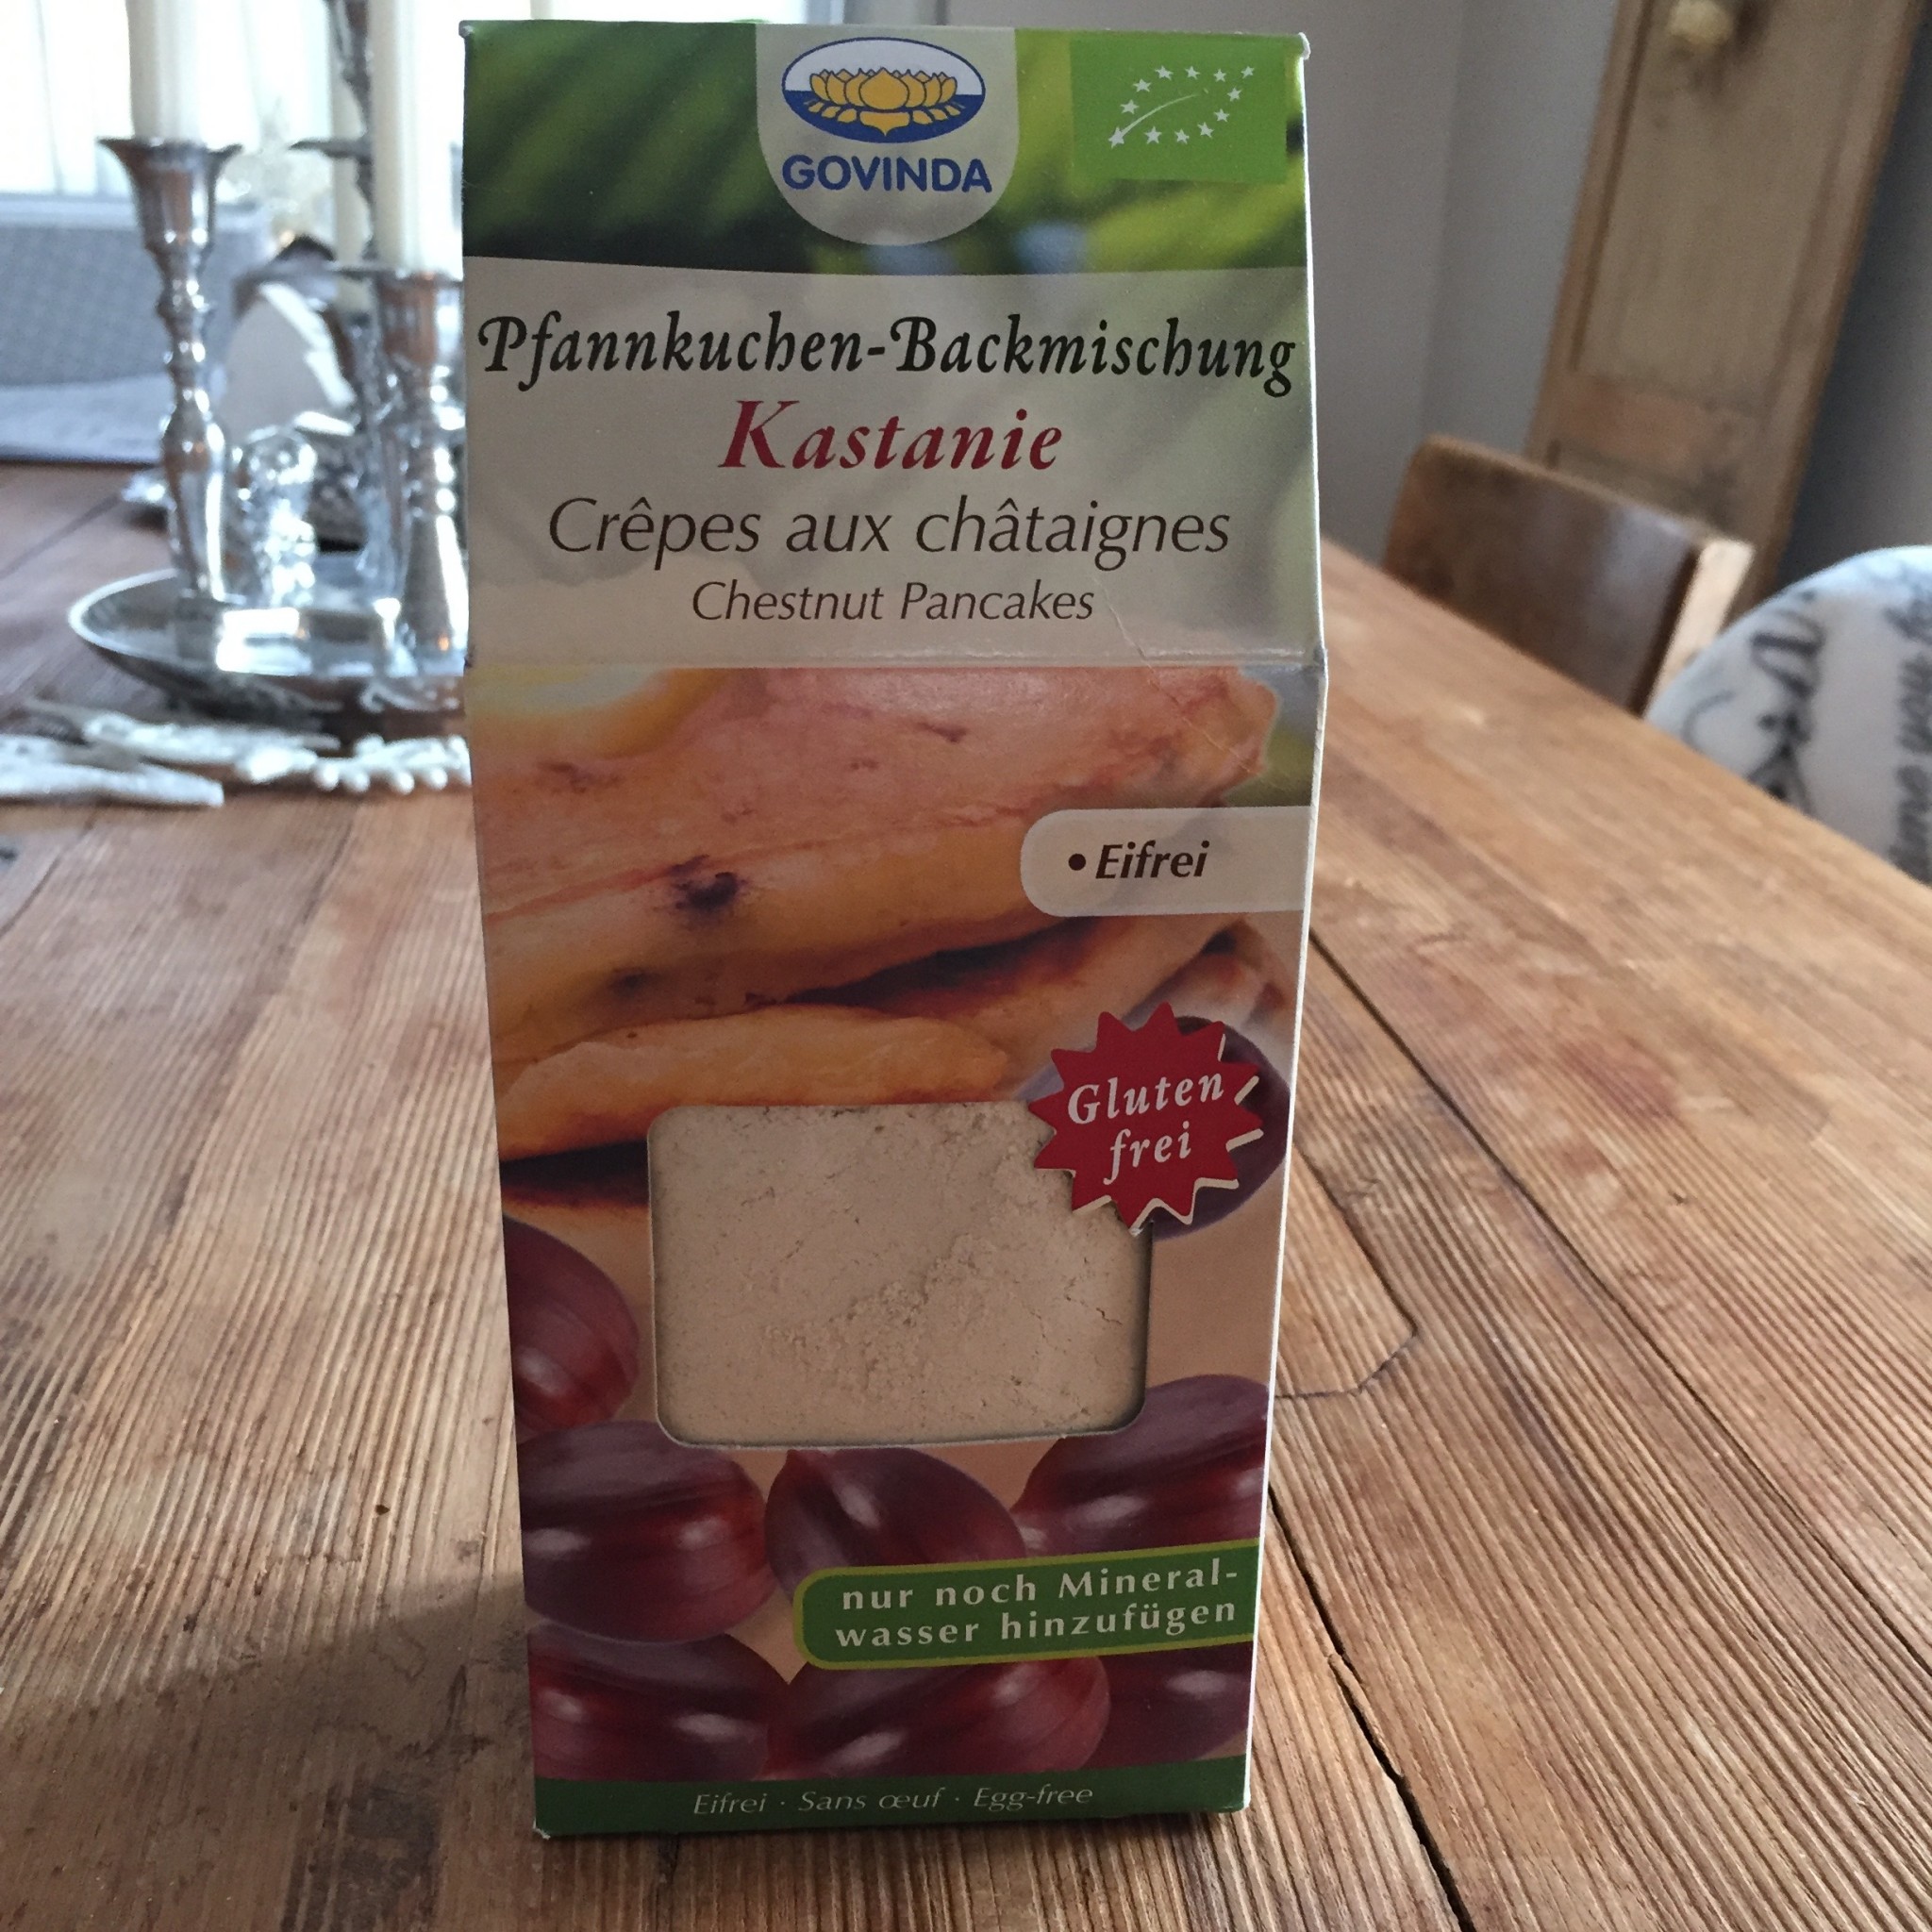 GOVINDA
Pfannkuchen-Backmischung
Kastanie
Crêpes aux châtaignes
Chestnut Pancakes
• Eifrei
Gluten
frei
nur noch Mineral-
wasser hinzufügen
Eifrei · Sans œuf · Egg-free